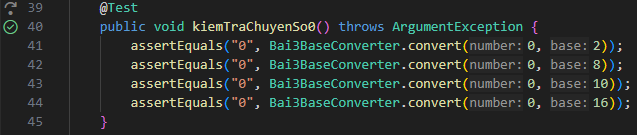 39 @Test
40 public void kiemTraChuyenSo0() throws ArgumentException {
41 assertEquals("0", Bai3BaseConverter.convert(number: 0, base: 2));
42 assertEquals("0", Bai3BaseConverter.convert(number: 0, base: 8));
43 assertEquals("0", Bai3BaseConverter.convert(number: 0, base: 10));
44 assertEquals("0", Bai3BaseConverter.convert(number: 0, base: 16));
45 }